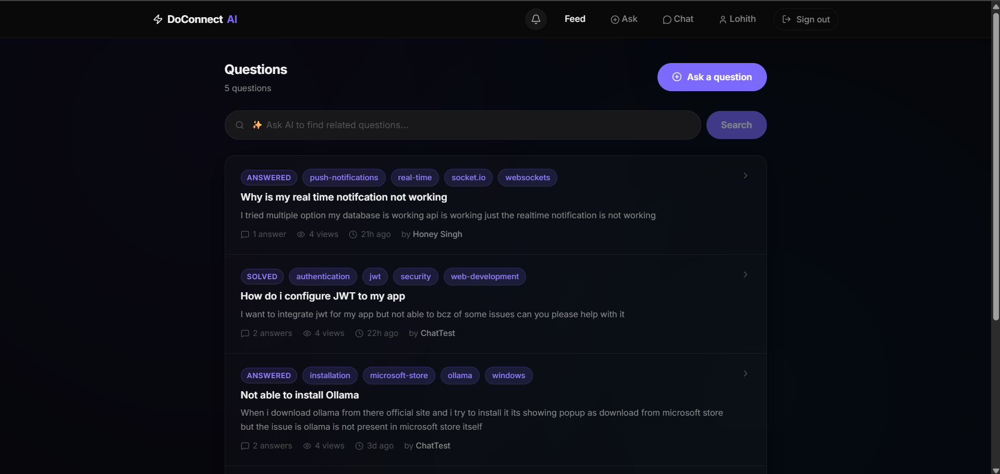 DoConnect AI Feed Ask Chat Lohith Sign out
Questions
5 questions
Ask a question
✨ Ask AI to find related questions...
Search
ANSWERED push-notifications real-time socket.io websockets
Why is my real time notifcation not working
I tried multiple option my database is working api is working just the realtime notification is not working
1 answer 4 views 21h ago by Honey Singh
SOLVED authentication jwt security web-development
How do i configure JWT to my app
I want to integrate jwt for my app but not able to bcz of some issues can you please help with it
2 answers 4 views 22h ago by ChatTest
ANSWERED installation microsoft-store ollama windows
Not able to install Ollama
When i download ollama from there official site and i try to install it its showing popup as download from microsoft store
but the issue is ollama is not present in microsoft store itself
2 answers 4 views 3d ago by ChatTest